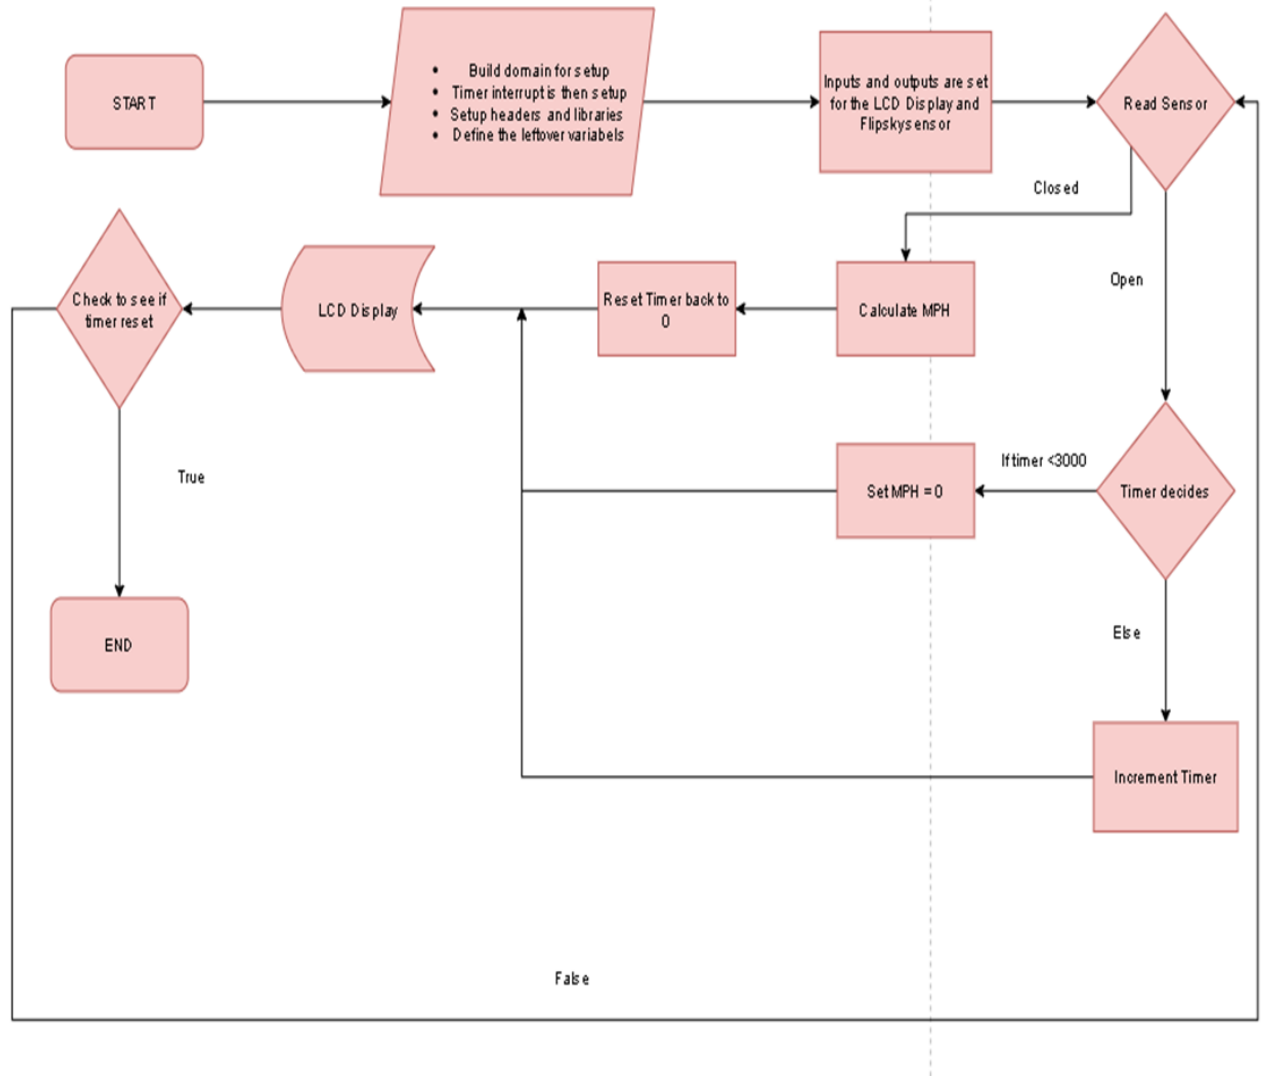 START
• Build domain for setup
• Timer interrupt is then setup
• Setup headers and libraries
• Define the leftover variabels
Inputs and outputs are set
for the LCD Display and
Flipsky sensor
Read Sensor
Closed
Open
Check to see if
timer reset
LCD Display
Reset Timer back to
0
Calculate MPH
True
Set MPH = 0
If timer <3000
Timer decides
END
Else
Increment Timer
False